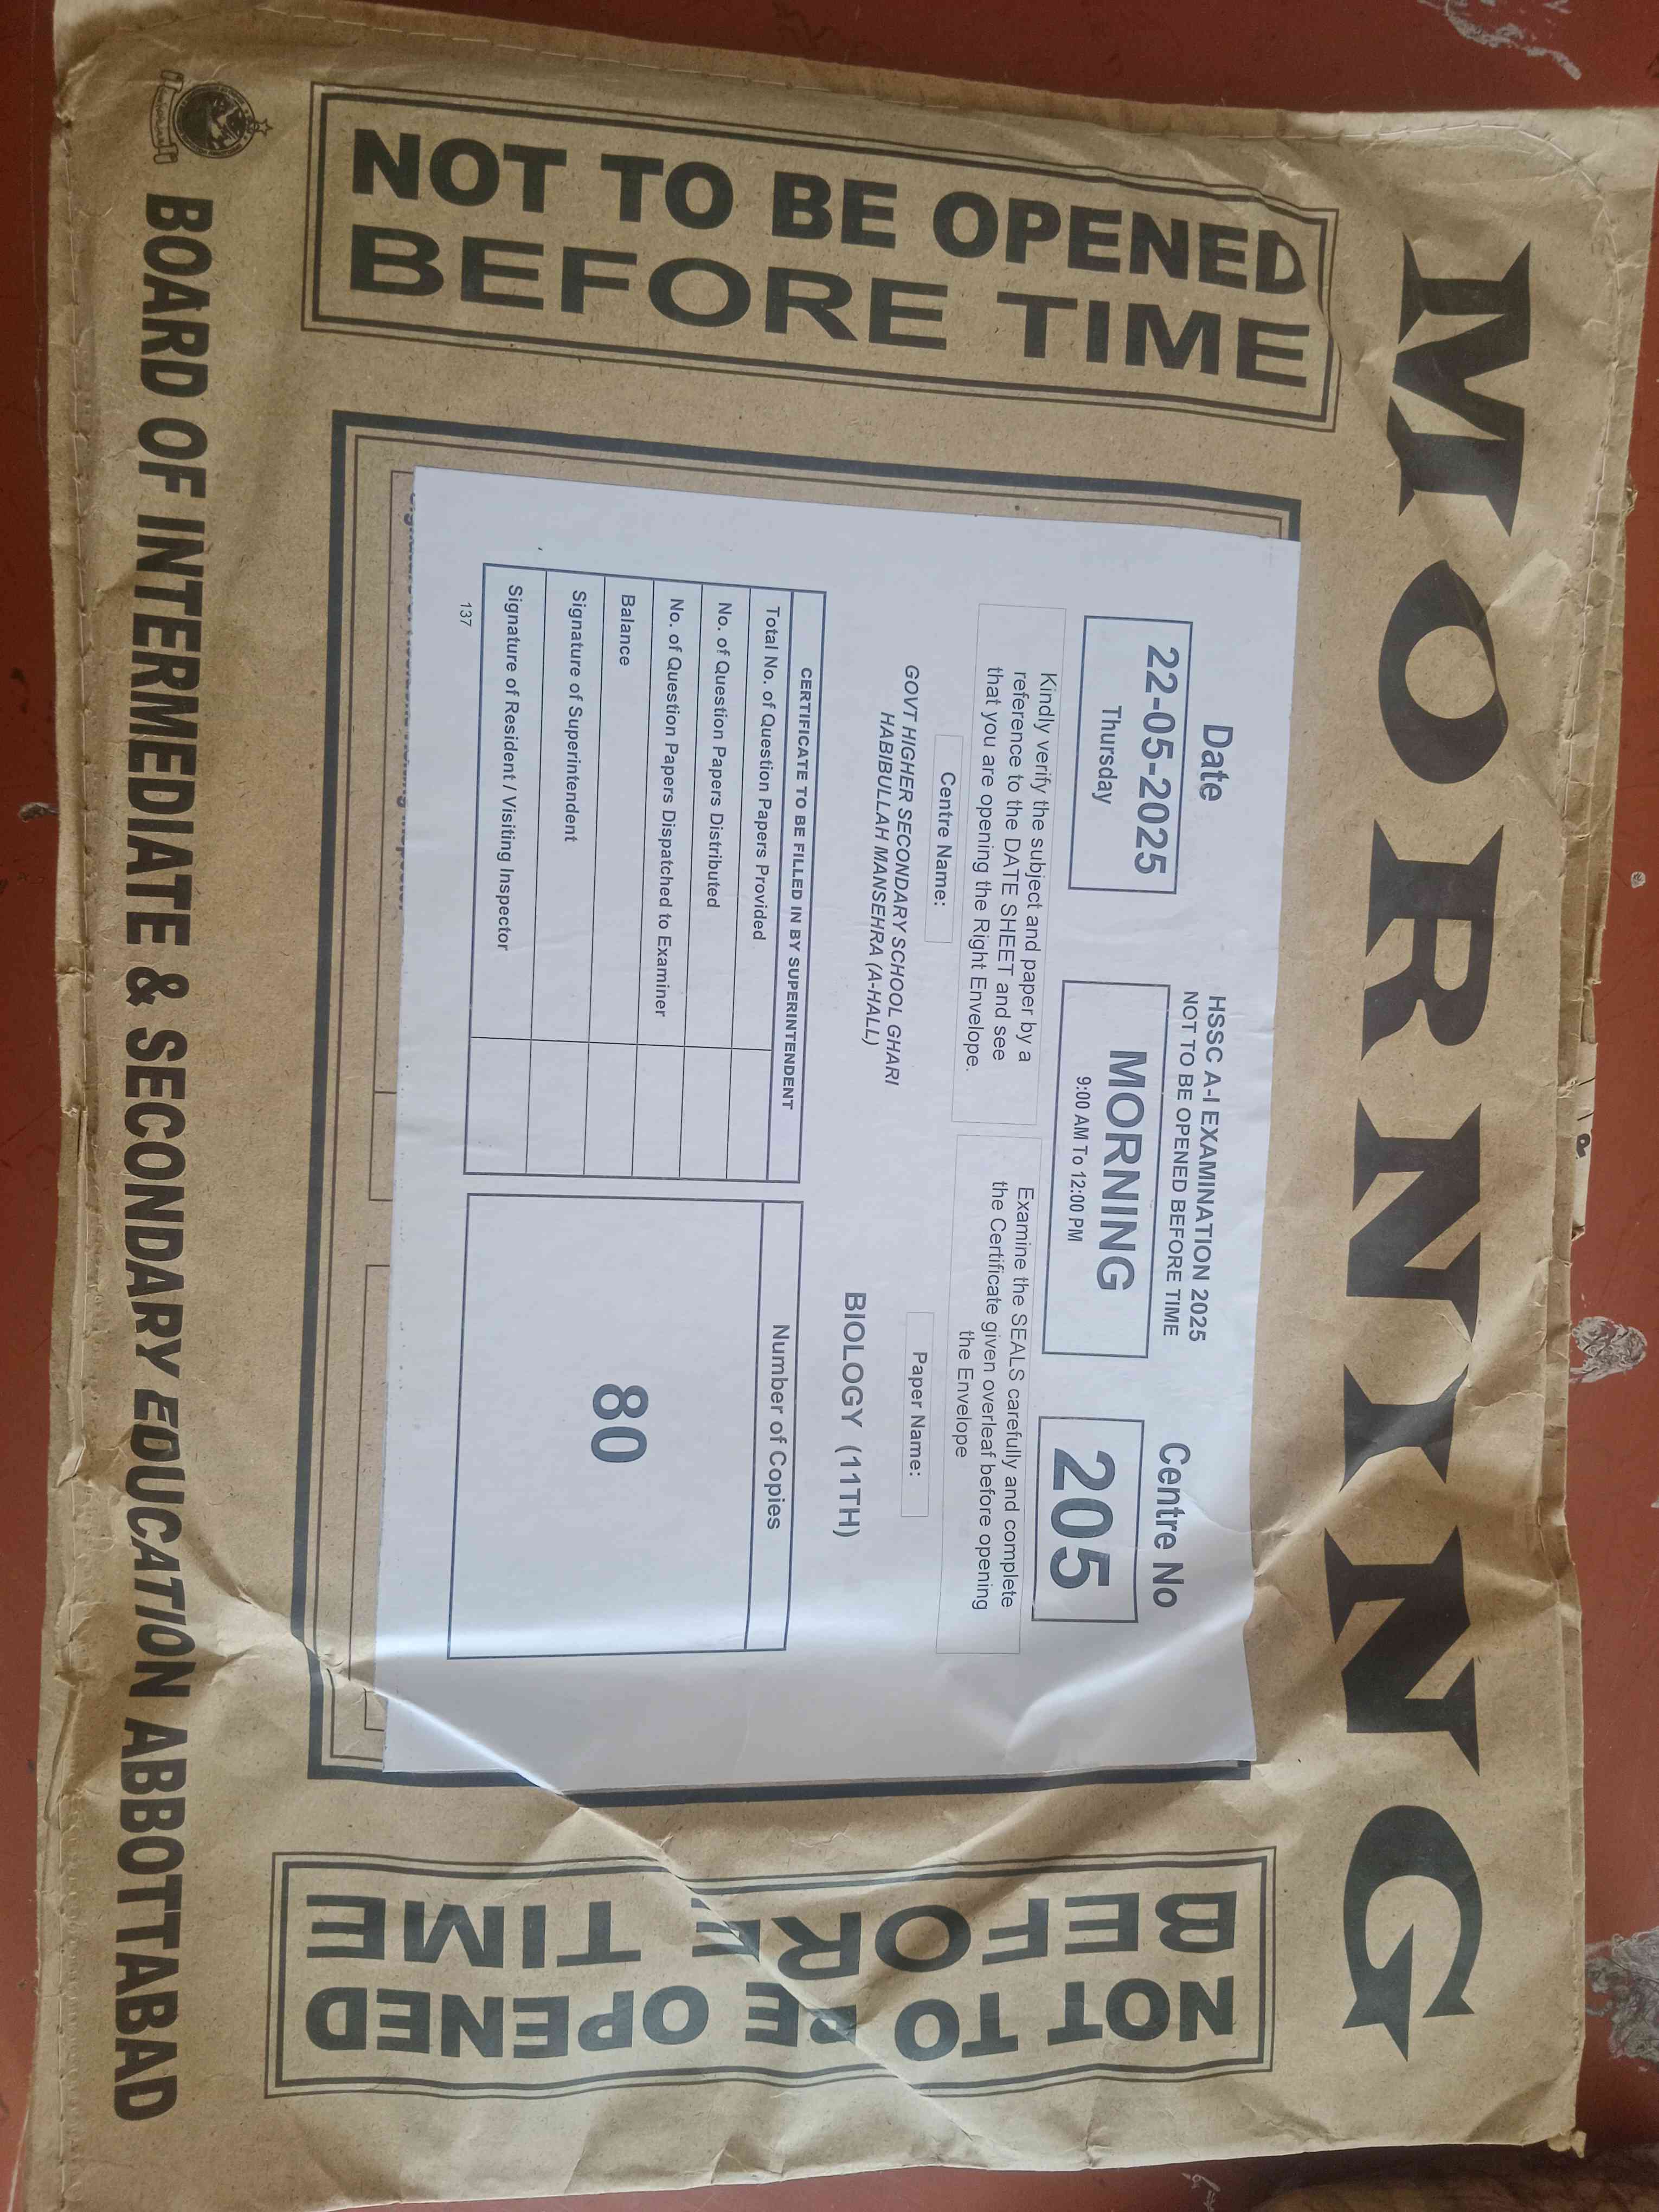 MORNING
NOT TO BE OPENED
BEFORE TIME
Date
22-05-2025
Thursday
HSSC A-I EXAMINATION 2025
NOT TO BE OPENED BEFORE TIME
MORNING
9:00 AM To 12:00 PM
Centre No
205
Kindly verify the subject and paper by a
reference to the DATE SHEET and see
that you are opening the Right Envelope.
Examine the SEALS carefully and complete
the Certificate given overleaf before opening
the Envelope
Centre Name:
GOVT HIGHER SECONDARY SCHOOL GHARI
HABIBULLAH MANSEHRA (A-HALL)
Paper Name:
BIOLOGY (11TH)
CERTIFICATE TO BE FILLED IN BY SUPERINTENDENT
Total No. of Question Papers Provided
No. of Question Papers Distributed
No. of Question Papers Dispatched to Examiner
Balance
Signature of Superintendent
Signature of Resident / Visiting Inspector
Number of Copies
80
137
NOT TO BE OPENED
BEFORE TIME
BOARD OF INTERMEDIATE & SECONDARY EDUCATION ABBOTTABAD